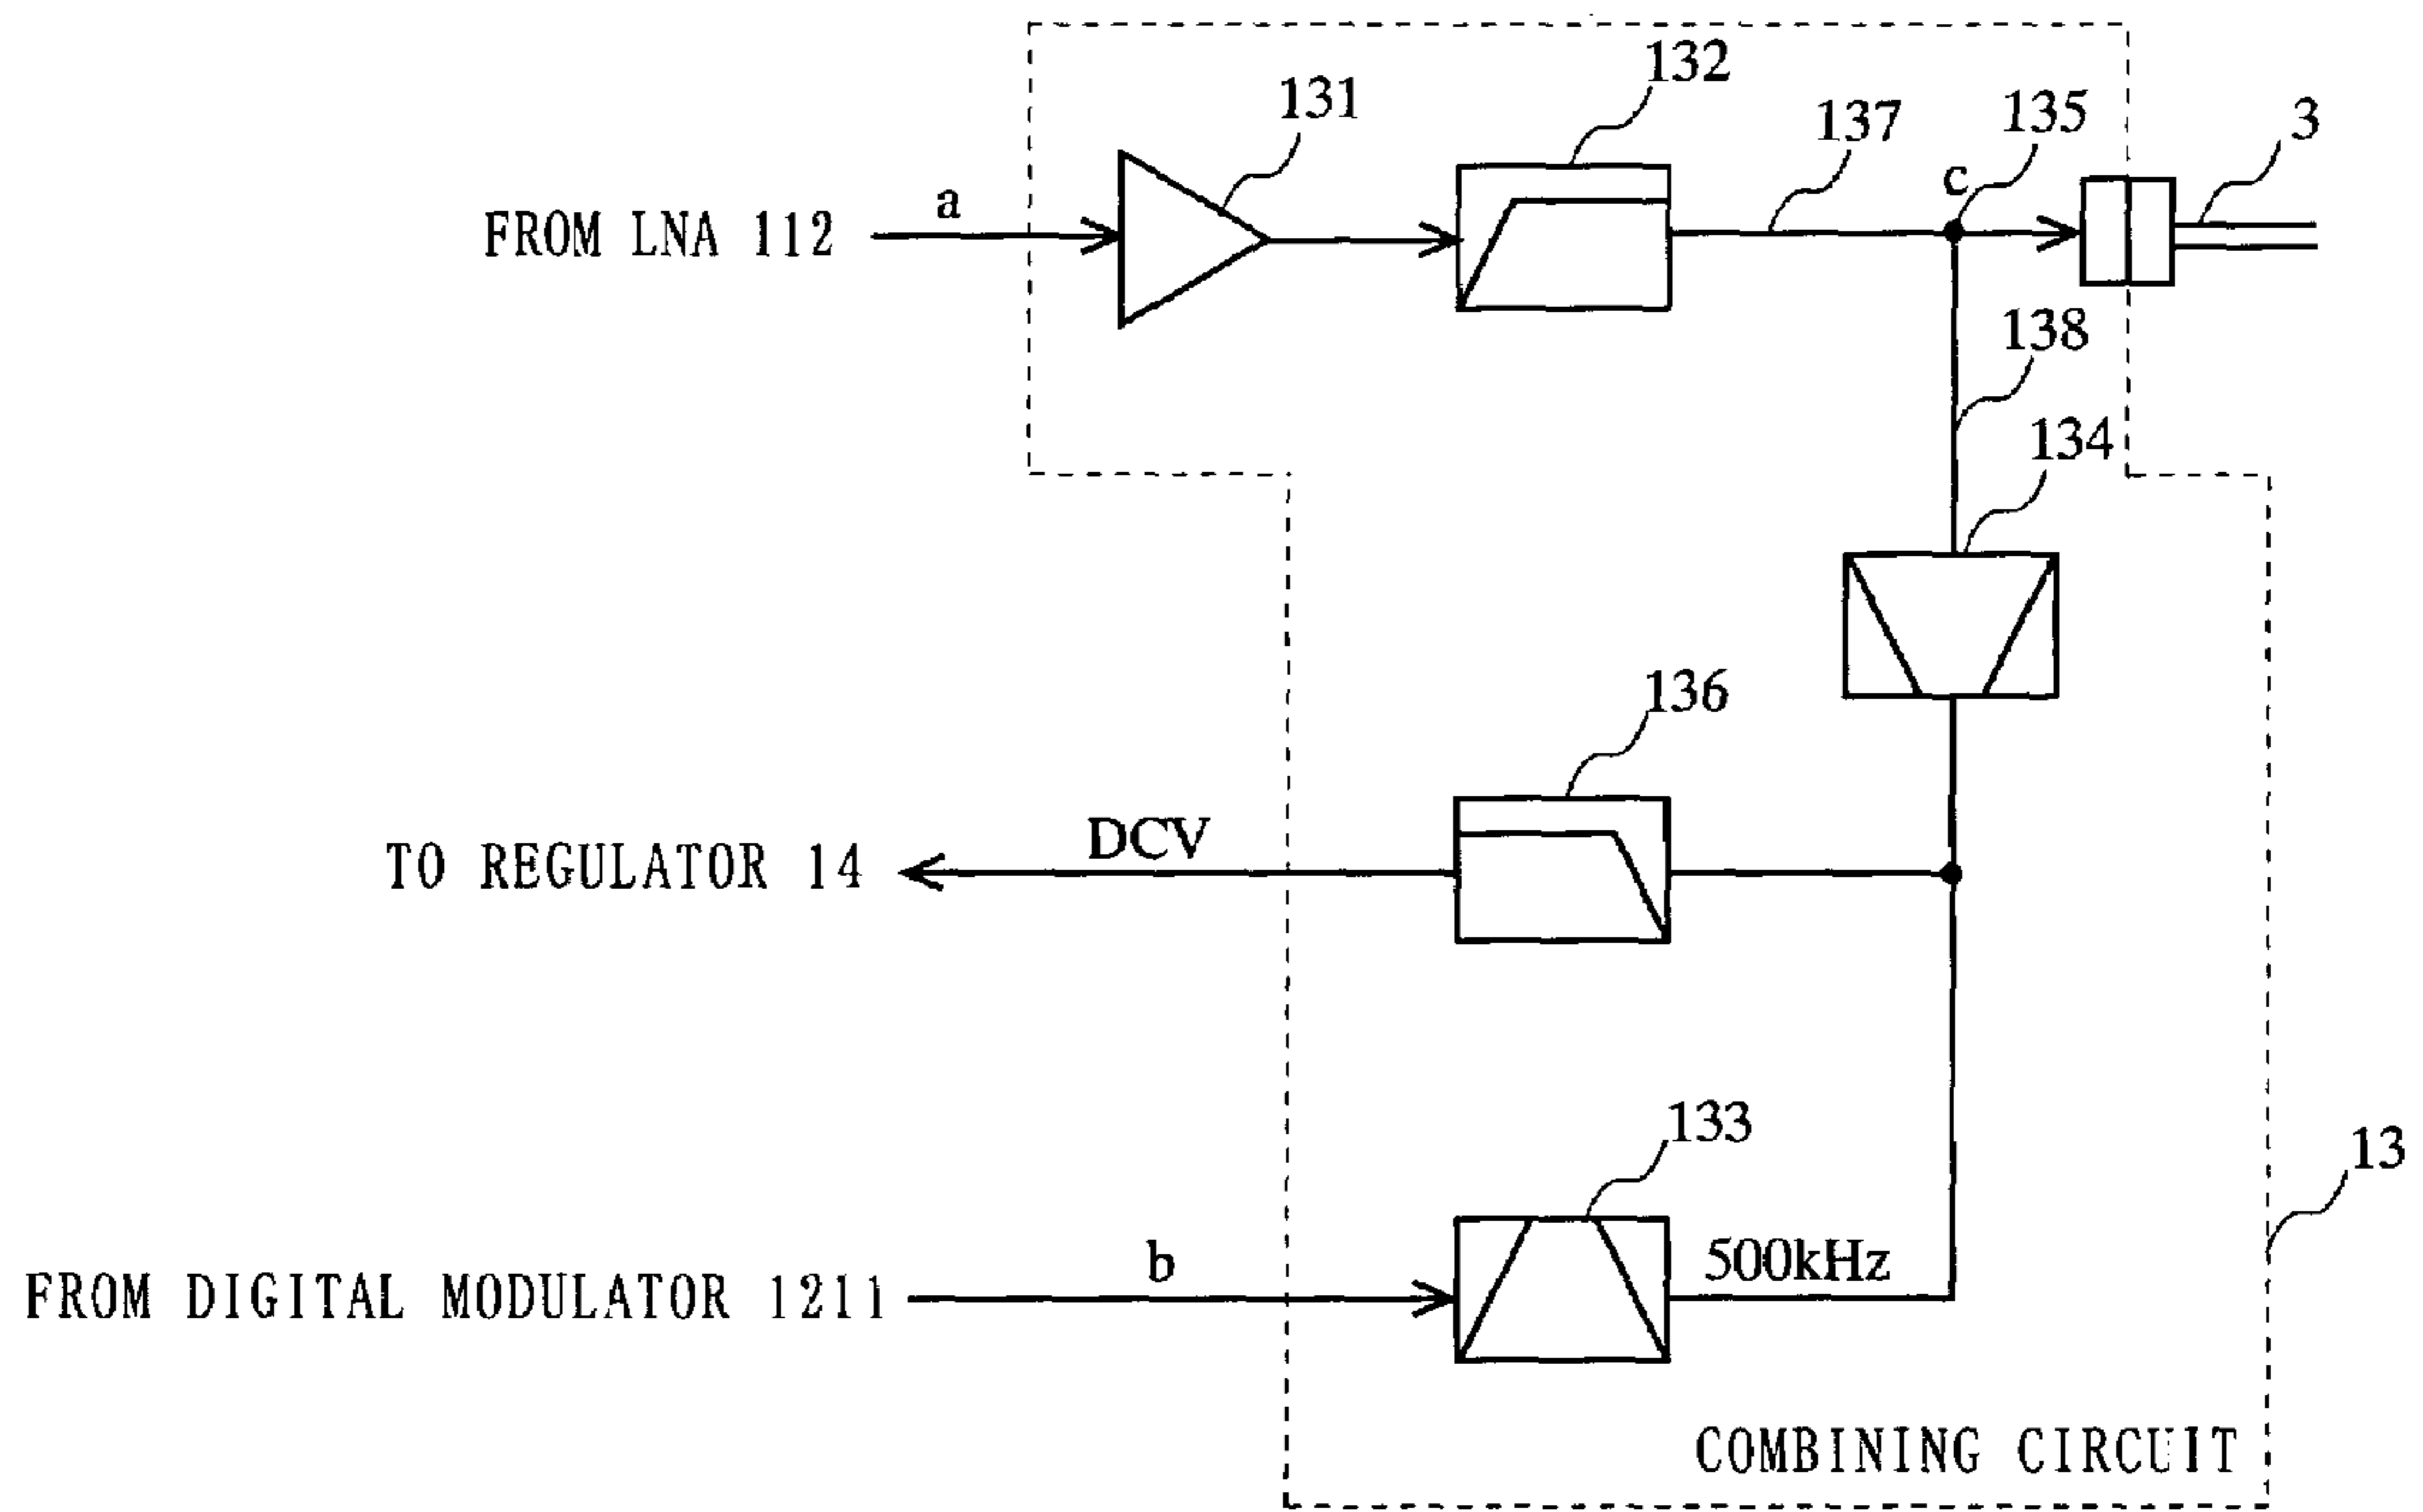 132
131
137
135
3
a
c
FROM LNA 112
138
134
136
DCV
TO REGULATOR 14
133
13
b
500kHz
FROM DIGITAL MODULATOR 1211
COMBINING CIRCUIT